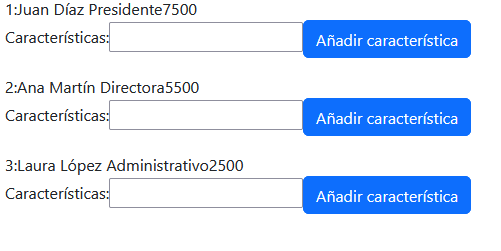 1:Juan Díaz Presidente7500
Características: Añadir característica
2:Ana Martín Directora5500
Características: Añadir característica
3:Laura López Administrativo2500
Características: Añadir característica